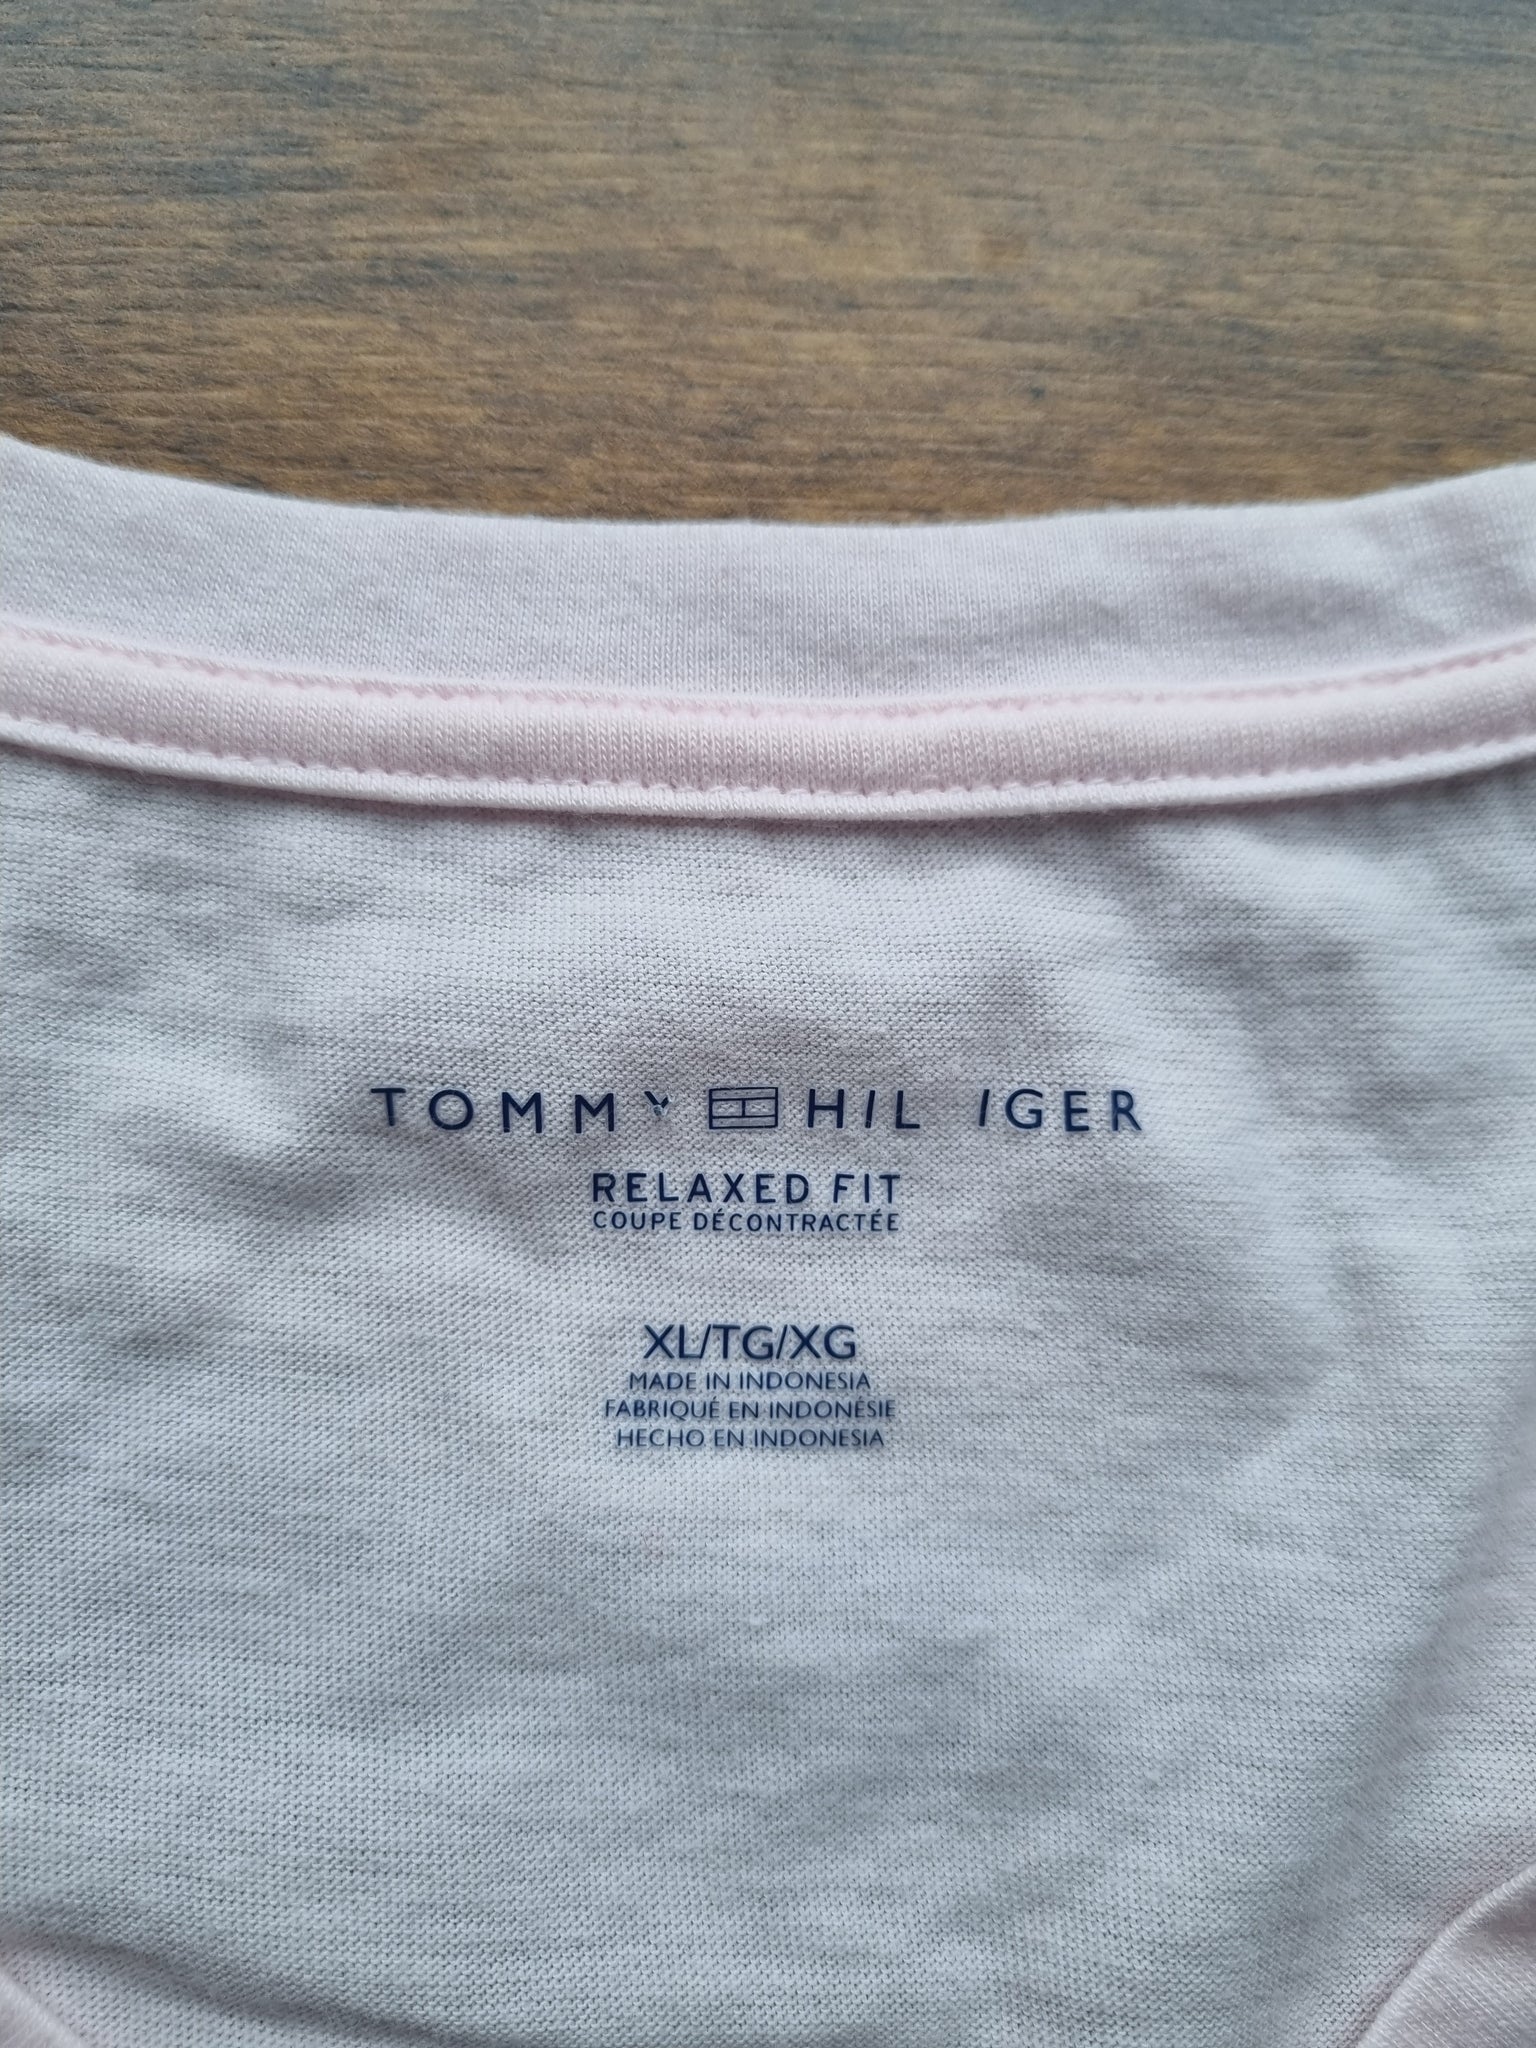 TOMMY HIL IGER
RELAXED FIT
COUPE DÉCONTRACTÉE
XL/TG/XG
MADE IN INDONESIA
FABRIQUÉ EN INDONÉSIE
HECHO EN INDONESIA